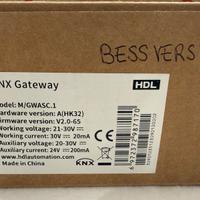 BESS VERS
NX Gateway
HDL
Model: M/GWASC.1
Hardware version: A(HK32)
Firmware version: V2.0-65
Working voltage: 21-30V
Working current: 30V 20mA
Auxiliary voltage: 20-30V
Auxiliary current: 24V 200mA
www.hdlautomation.com
Made in China
KNX
6923779871170